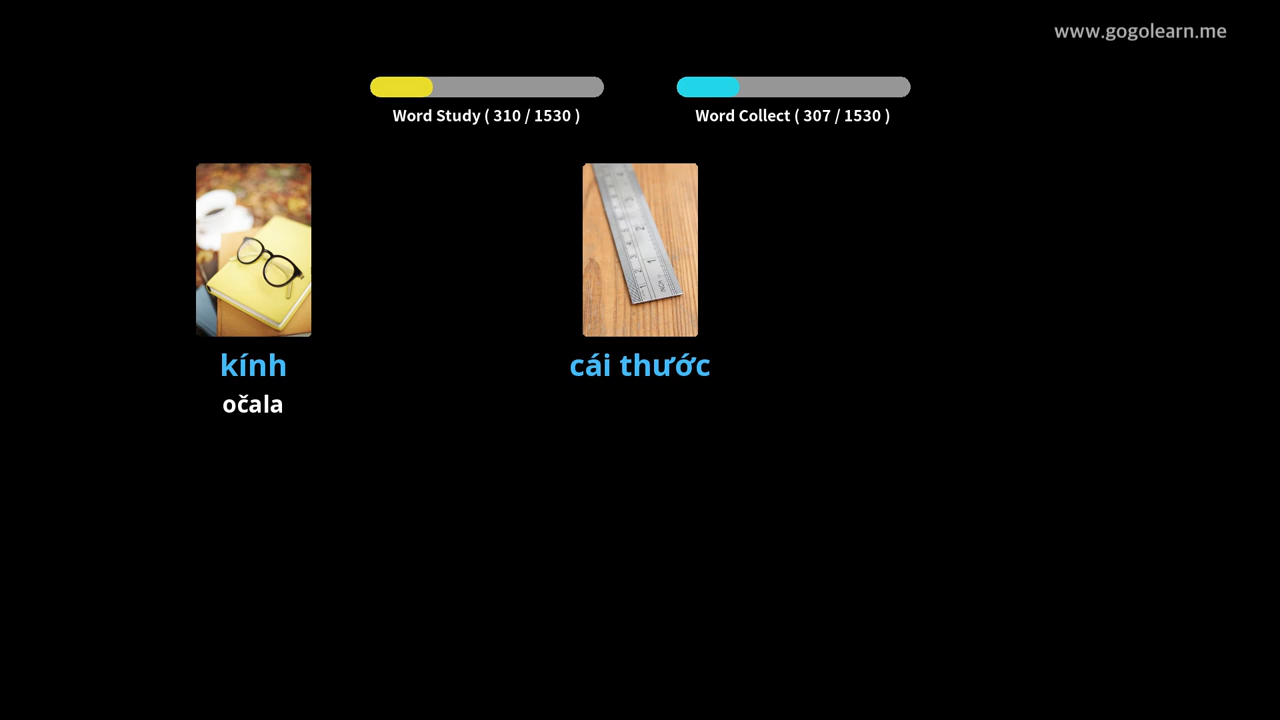 www.gogolearn.me
Word Study ( 310 / 1530 )
Word Collect ( 307 / 1530 )
kính
očala
cái thước